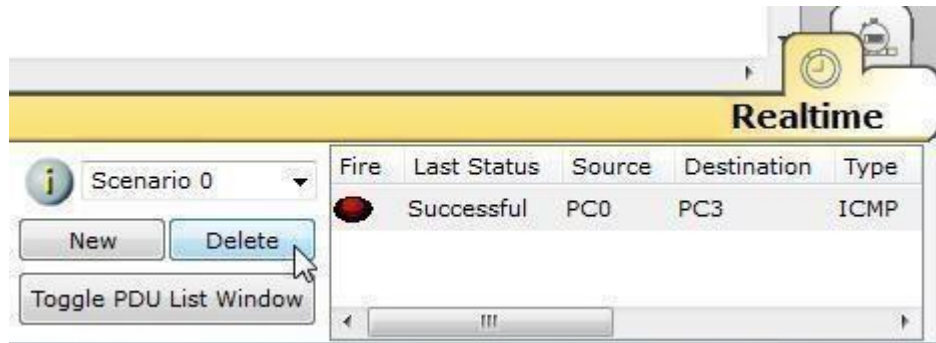 Realtime
i
Scenario 0
New
Delete
Toggle PDU List Window
Fire Last Status Source Destination Type
Successful PC0 PC3 ICMP